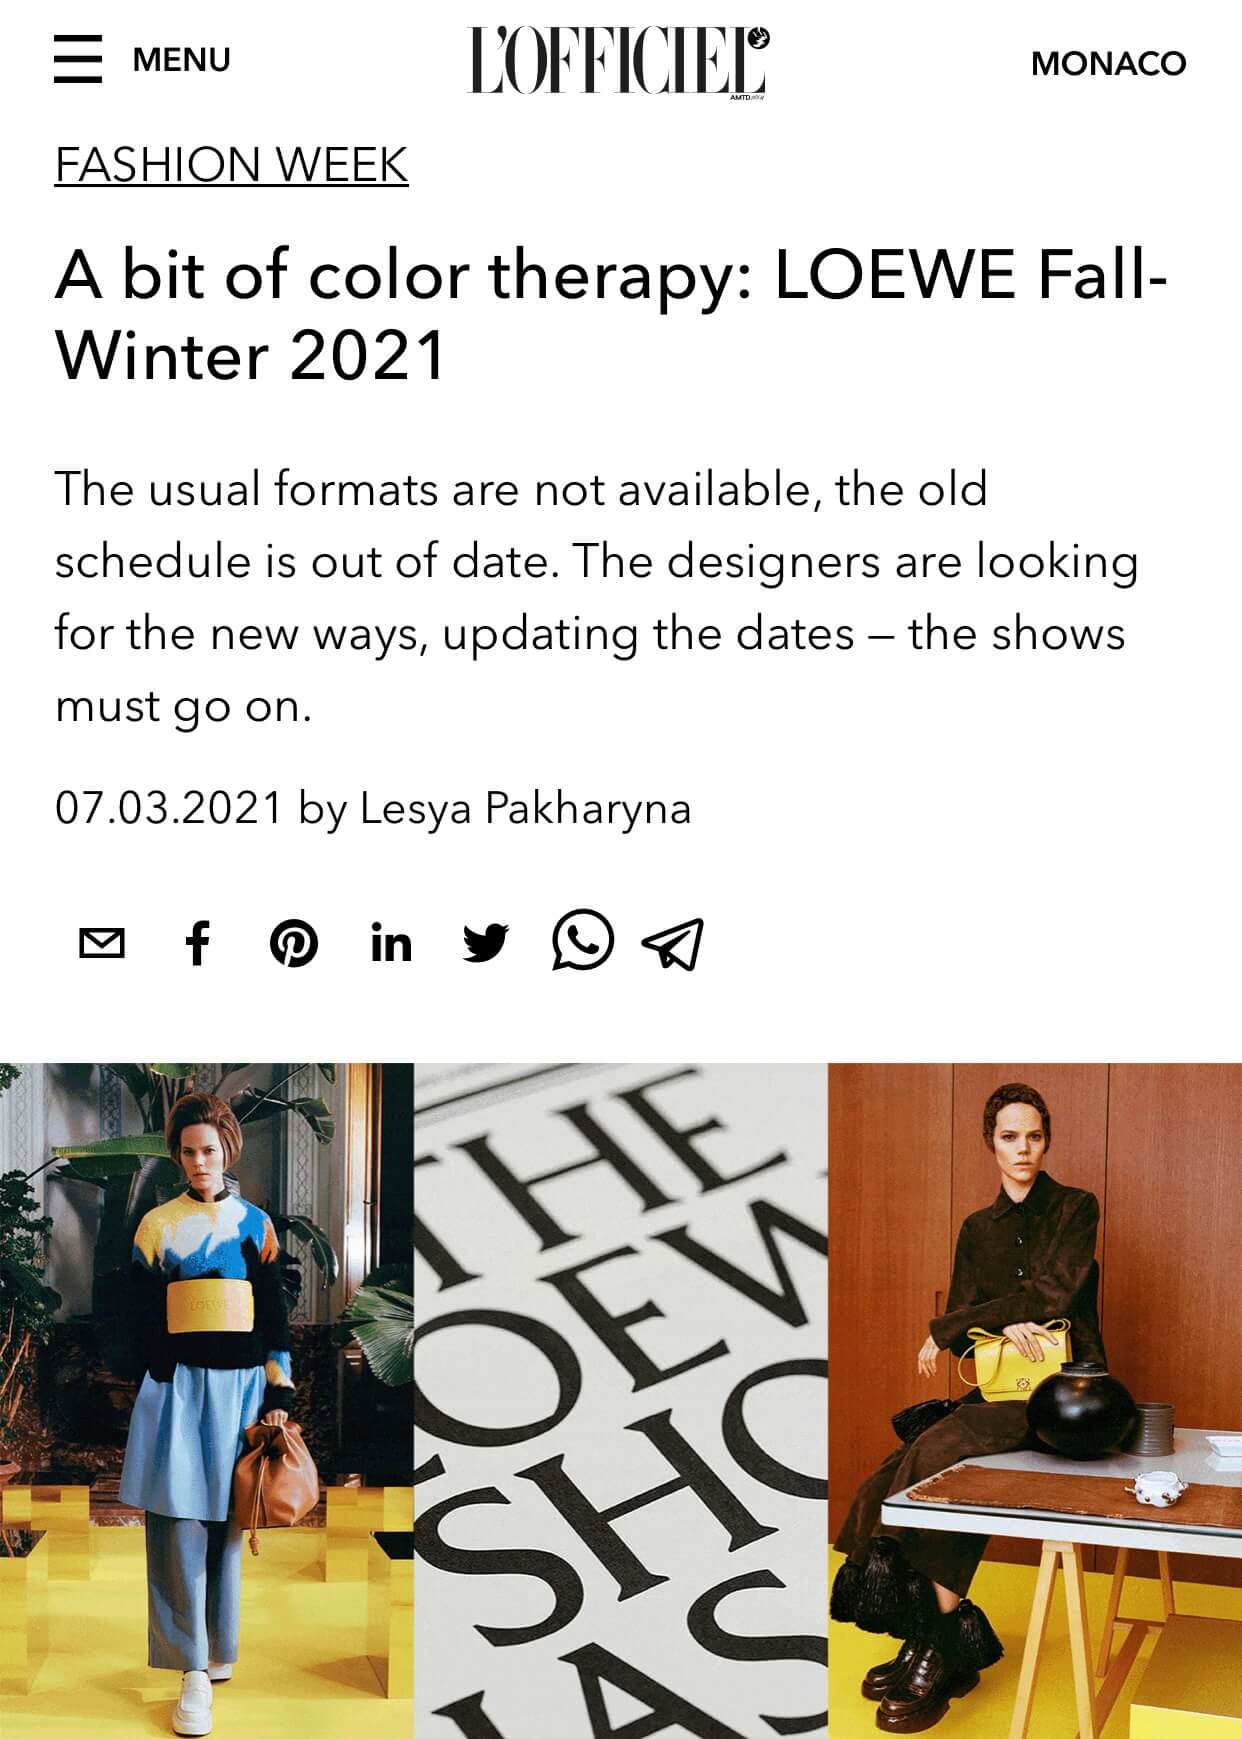 MENU
L'OFFICIEL
AMTD
MONACO
FASHION WEEK
A bit of color therapy: LOEWE Fall-
Winter 2021
The usual formats are not available, the old
schedule is out of date. The designers are looking
for the new ways, updating the dates – the shows
must go on.
07.03.2021 by Lesya Pakharyna
LOEWE
THE
OEW
SHO
AS